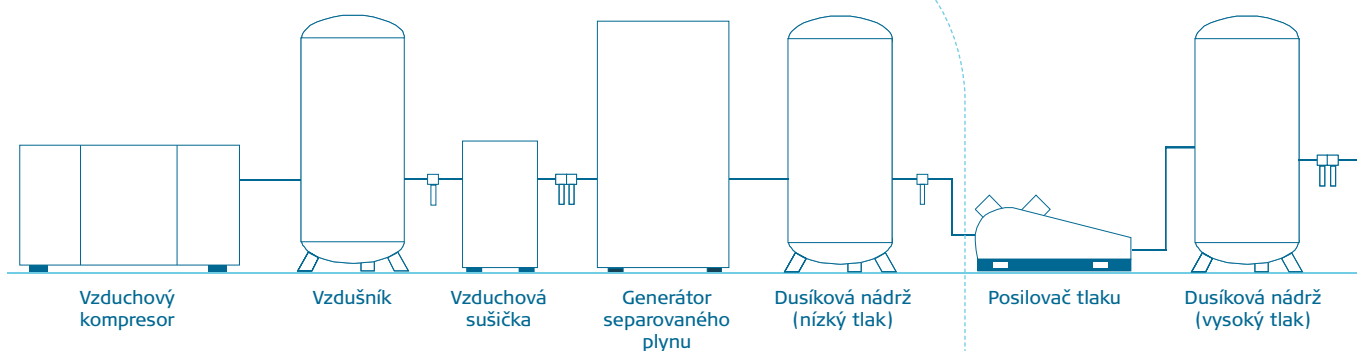 Vzduchový
kompresor
Vzdušník
Vzduchová
sušička
Generátor
separovaného
plynu
Dusíková nádrž
(nízký tlak)
Posilovač tlaku
Dusíková nádrž
(vysoký tlak)